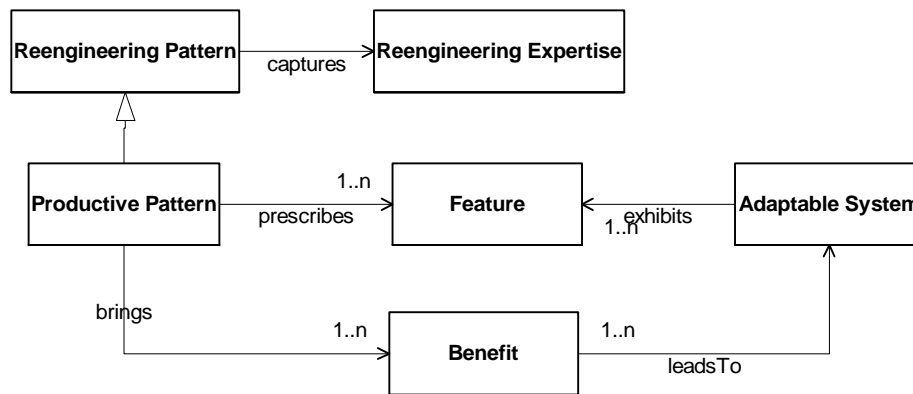 Reengineering Pattern
captures
Reengineering Expertise
Productive Pattern
1..n
prescribes
Feature
1..n
exhibits
Adaptable System
brings
1..n
Benefit
1..n
leadsTo